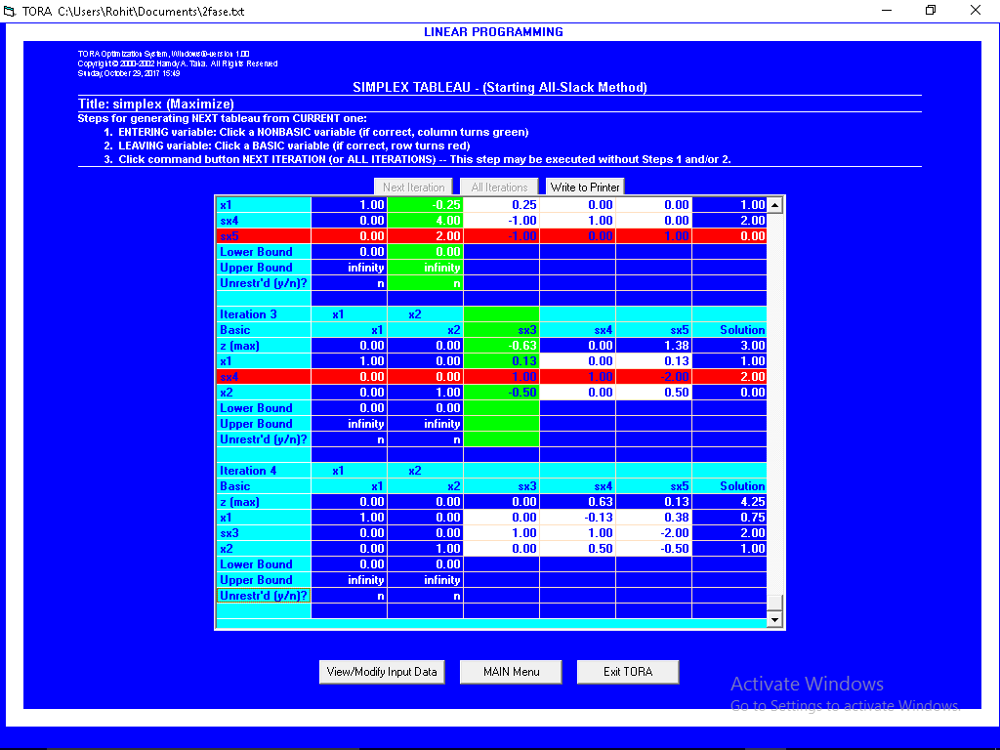 TORA C:\Users\Rohit\Documents\2fase.txt
LINEAR PROGRAMMING
TORA Optimization System, Windows®-version 1.00
Copyright © 2000-2002 Hamdy A. Taha. All Rights Reserved
Sunday, October 29, 2017 15:49
SIMPLEX TABLEAU - (Starting All-Slack Method)
Title: simplex (Maximize)
Steps for generating NEXT tableau from CURRENT one:
1. ENTERING variable: Click a NONBASIC variable (if correct, column turns green)
2. LEAVING variable: Click a BASIC variable (if correct, row turns red)
3. Click command button NEXT ITERATION (or ALL ITERATIONS) -- This step may be executed without Steps 1 and/or 2.
Next Iteration All Iterations Write to Printer
x1 1.00 -0.25 0.25 0.00 0.00 1.00
sx4 0.00 4.00 -1.00 1.00 0.00 2.00
sx5 0.00 2.00 -1.00 0.00 1.00 0.00
Lower Bound 0.00 0.00
Upper Bound infinity infinity
Unrestr'd (y/n)? n n
Iteration 3 x1 x2
Basic x1 x2 sx3 sx4 sx5 Solution
z (max) 0.00 0.00 -0.63 0.00 1.38 3.00
x1 1.00 0.00 0.13 0.00 0.13 1.00
sx4 0.00 0.00 1.00 1.00 -2.00 2.00
x2 0.00 1.00 -0.50 0.00 0.50 0.00
Lower Bound 0.00 0.00
Upper Bound infinity infinity
Unrestr'd (y/n)? n n
Iteration 4 x1 x2
Basic x1 x2 sx3 sx4 sx5 Solution
z (max) 0.00 0.00 0.00 0.63 0.13 4.25
x1 1.00 0.00 0.00 -0.13 0.38 0.75
sx3 0.00 0.00 1.00 1.00 -2.00 2.00
x2 0.00 1.00 0.00 0.50 -0.50 1.00
Lower Bound 0.00 0.00
Upper Bound infinity infinity
Unrestr'd (y/n)? n n
View/Modify Input Data MAIN Menu Exit TORA
Activate Windows
Go to Settings to activate Windows.